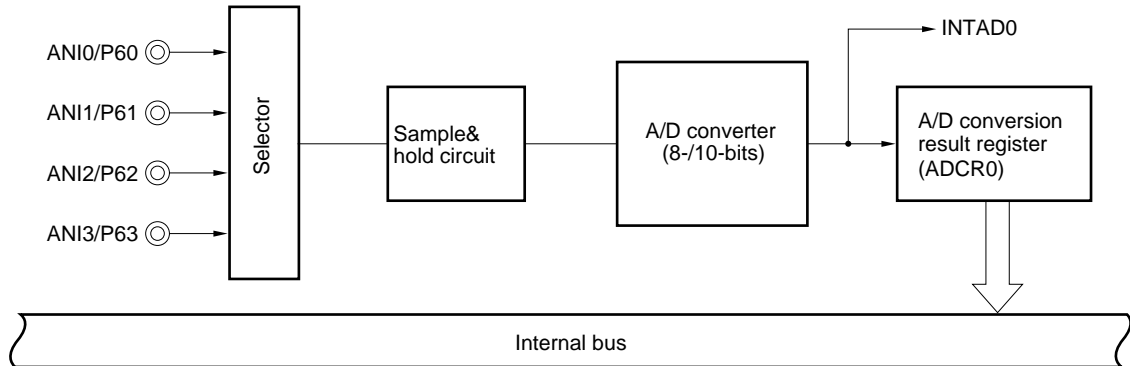 INTAD0
ANI0/P60
ANI1/P61
ANI2/P62
ANI3/P63
Selector
Sample&
hold circuit
A/D converter
(8-/10-bits)
A/D conversion
result register
(ADCR0)
Internal bus